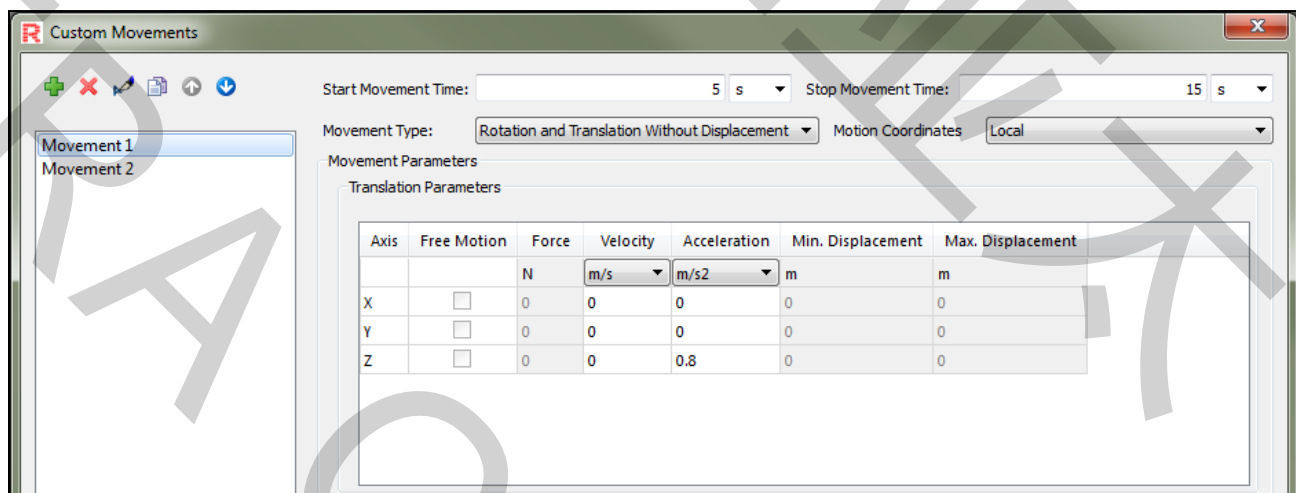 Custom Movements
Start Movement Time: 5 s Stop Movement Time: 15 s
Movement Type: Rotation and Translation Without Displacement Motion Coordinates Local
Movement 1
Movement 2
Movement Parameters
Translation Parameters
Axis Free Motion Force Velocity Acceleration Min. Displacement Max. Displacement
N m/s m/s2 m m
X 0 0 0 0 0
Y 0 0 0 0 0
Z 0 0 0.8 0 0